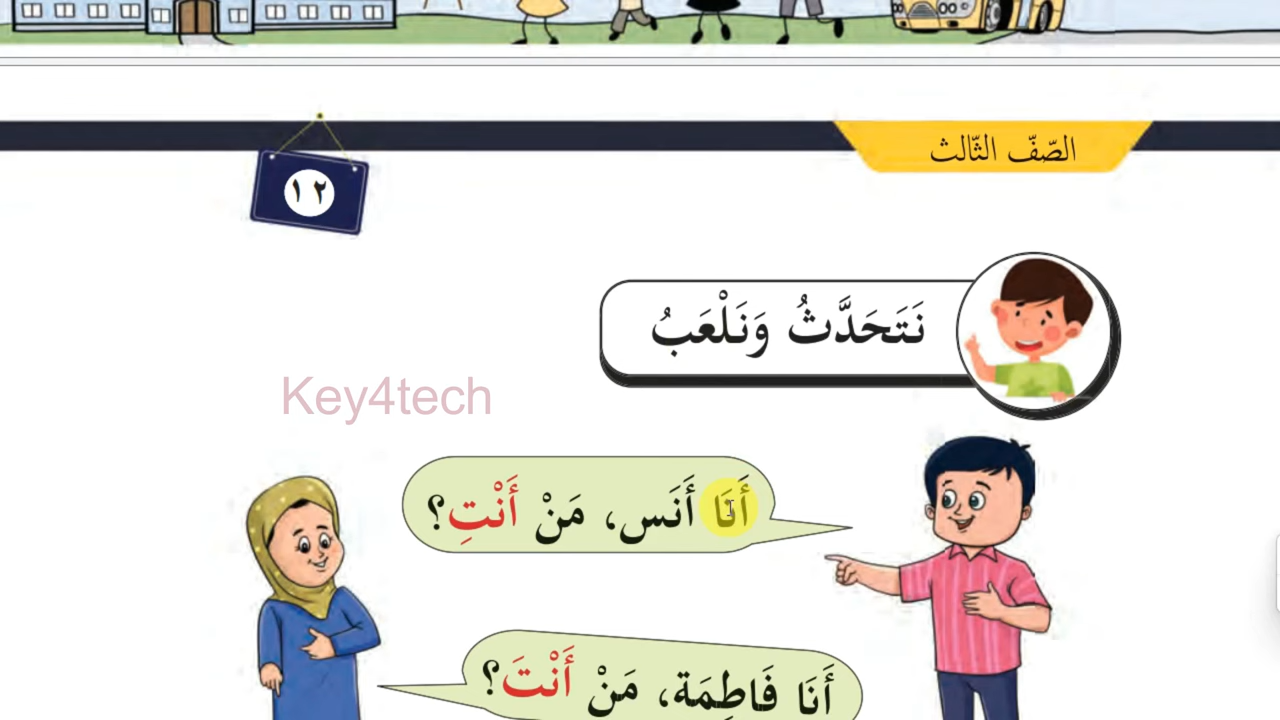 الصّفّ الثّالث
١٢
نَتَحَدَّثُ وَنَلْعَبُ
Key4tech
أَنَا أَنَس، مَنْ أَنْتِ؟
أَنَا فَاطِمَة، مَنْ أَنْتَ؟